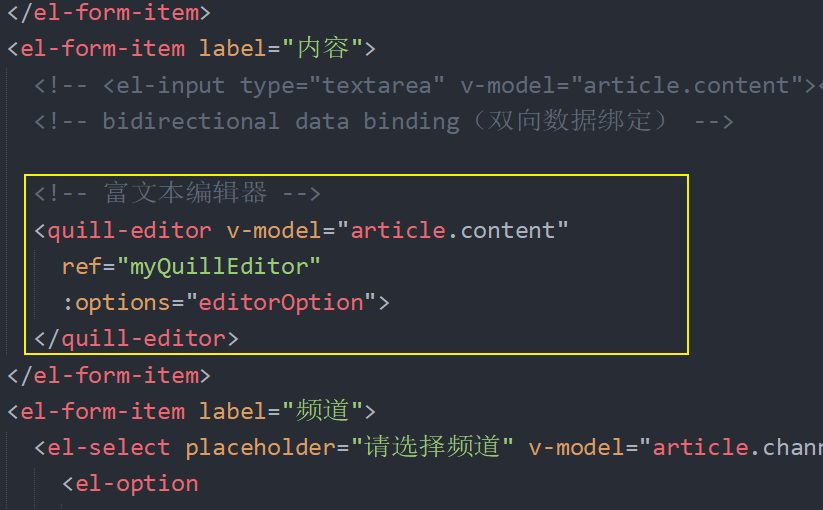 </el-form-item>
<el-form-item label="内容">
<!-- <el-input type="textarea" v-model="article.content">
<!-- bidirectional data binding（双向数据绑定） -->
<!-- 富文本编辑器 -->
<quill-editor v-model="article.content"
ref="myQuillEditor"
:options="editorOption">
</quill-editor>
</el-form-item>
<el-form-item label="频道">
<el-select placeholder="请选择频道" v-model="article.chann
<el-option